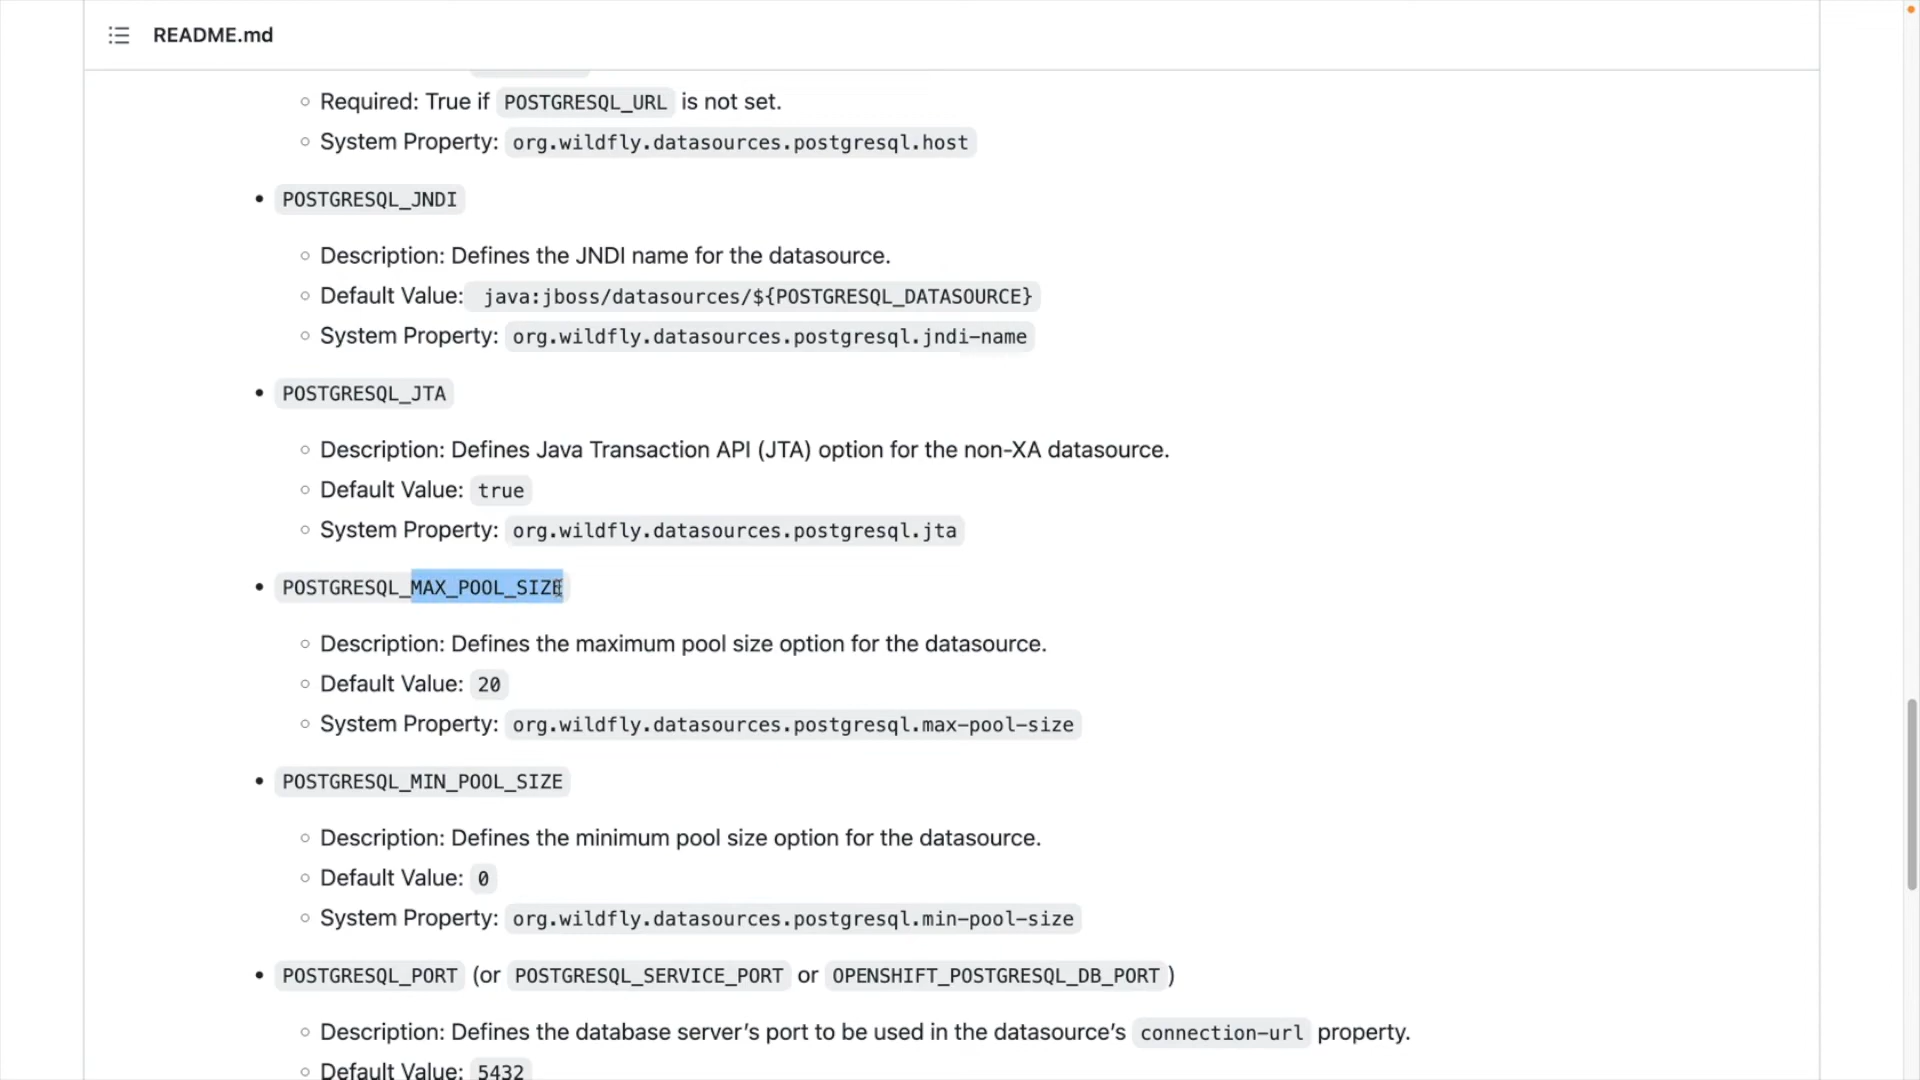 README.md
Required: True if POSTGRESQL_URL is not set.
System Property: org.wildfly.datasources.postgresql.host
POSTGRESQL_JNDI
Description: Defines the JNDI name for the datasource.
Default Value: java:jboss/datasources/${POSTGRESQL_DATASOURCE}
System Property: org.wildfly.datasources.postgresql.jndi-name
POSTGRESQL_JTA
Description: Defines Java Transaction API (JTA) option for the non-XA datasource.
Default Value: true
System Property: org.wildfly.datasources.postgresql.jta
POSTGRESQL_MAX_POOL_SIZE
Description: Defines the maximum pool size option for the datasource.
Default Value: 20
System Property: org.wildfly.datasources.postgresql.max-pool-size
POSTGRESQL_MIN_POOL_SIZE
Description: Defines the minimum pool size option for the datasource.
Default Value: 0
System Property: org.wildfly.datasources.postgresql.min-pool-size
POSTGRESQL_PORT (or POSTGRESQL_SERVICE_PORT or OPENSHIFT_POSTGRESQL_DB_PORT)
Description: Defines the database server’s port to be used in the datasource’s connection-url property.
Default Value: 5432